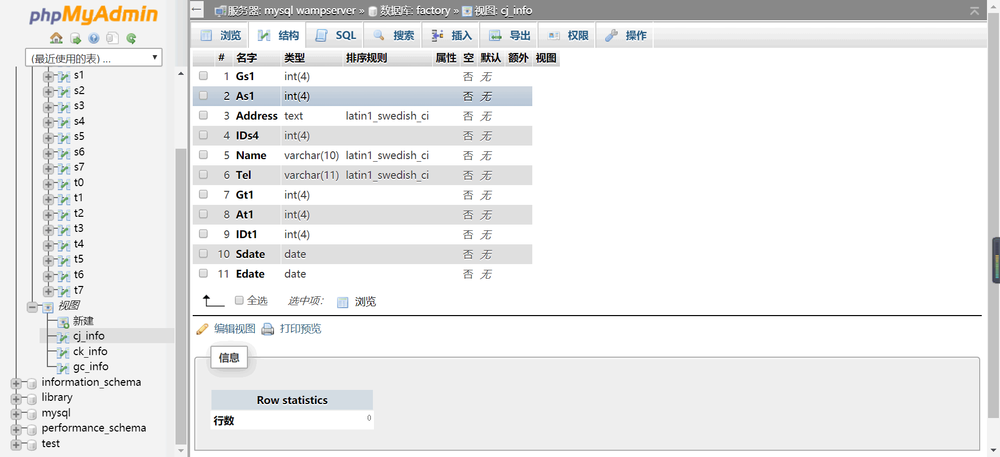 phpMyAdmin
(最近使用的表) ...
s1
s2
s3
s4
s5
s6
s7
t0
t1
t2
t3
t4
t5
t6
t7
视图
新建
cj_info
ck_info
gc_info
information_schema
library
mysql
performance_schema
test
服务器: mysql wampserver » 数据库: factory » 视图: cj_info
浏览 结构 SQL 搜索 插入 导出 权限 操作
# 名字 类型 排序规则 属性 空 默认 额外 视图
1 Gs1 int(4) 否 无
2 As1 int(4) 否 无
3 Address text latin1_swedish_ci 否 无
4 IDs4 int(4) 否 无
5 Name varchar(10) latin1_swedish_ci 否 无
6 Tel varchar(11) latin1_swedish_ci 否 无
7 Gt1 int(4) 否 无
8 At1 int(4) 否 无
9 IDt1 int(4) 否 无
10 Sdate date 否 无
11 Edate date 否 无
全选 选中项: 浏览
编辑视图 打印预览
信息
Row statistics
行数 0